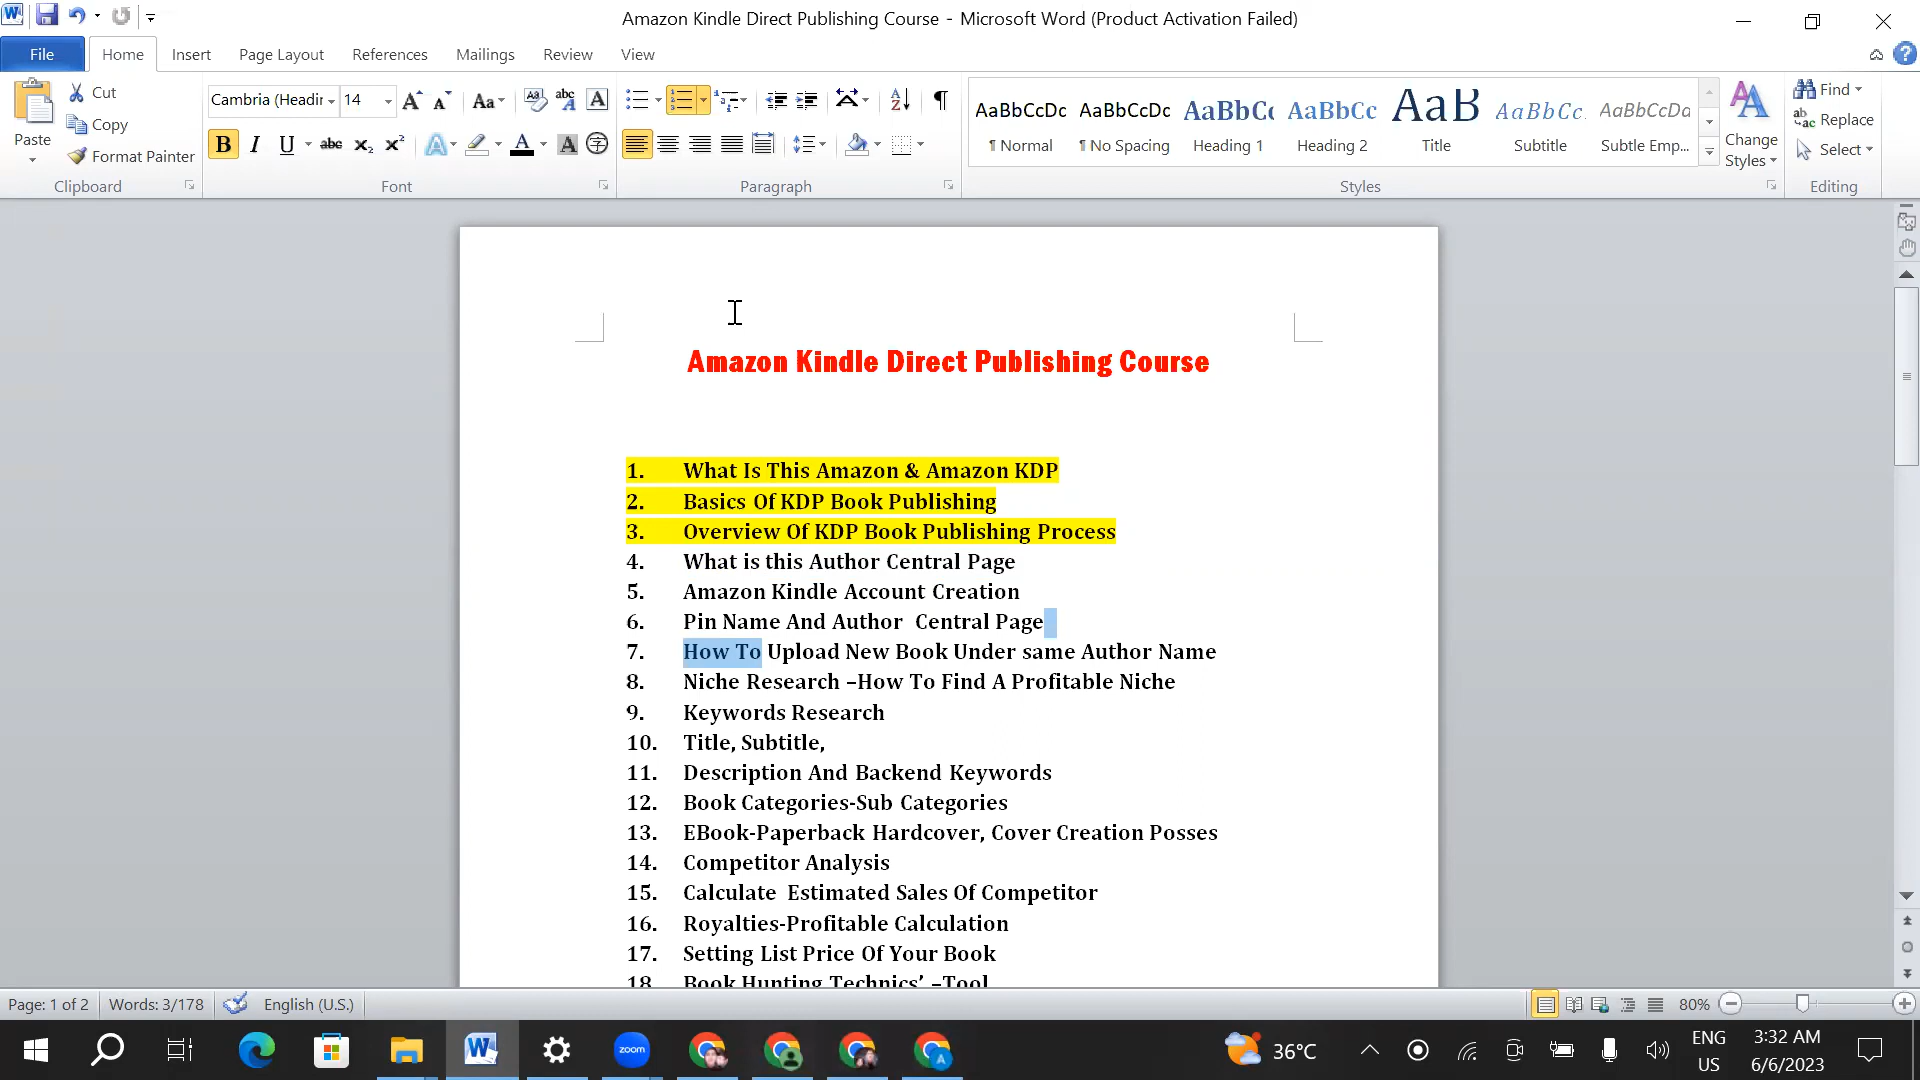 Amazon Kindle Direct Publishing Course - Microsoft Word (Product Activation Failed)
File Home Insert Page Layout References Mailings Review View
Paste
Cut
Copy
Format Painter
Clipboard
Cambria (Headir 14
Font
Paragraph
AaBbCcDc AaBbCcDc AaBbCc AaBbCc AaB AaBbCc. AaBbCcDa
¶ Normal ¶ No Spacing Heading 1 Heading 2 Title Subtitle Subtle Emp...
Change
Styles
Styles
Find
Replace
Select
Editing
Amazon Kindle Direct Publishing Course
1. What Is This Amazon & Amazon KDP
2. Basics Of KDP Book Publishing
3. Overview Of KDP Book Publishing Process
4. What is this Author Central Page
5. Amazon Kindle Account Creation
6. Pin Name And Author  Central Page
7. How To Upload New Book Under same Author Name
8. Niche Research –How To Find A Profitable Niche
9. Keywords Research
10. Title, Subtitle,
11. Description And Backend Keywords
12. Book Categories-Sub Categories
13. EBook-Paperback Hardcover, Cover Creation Posses
14. Competitor Analysis
15. Calculate  Estimated Sales Of Competitor
16. Royalties-Profitable Calculation
17. Setting List Price Of Your Book
18. Book Hunting Technics’ –Tool
Page: 1 of 2 Words: 3/178 English (U.S.) 80%
zoom
36°C
ENG
US
3:32 AM
6/6/2023